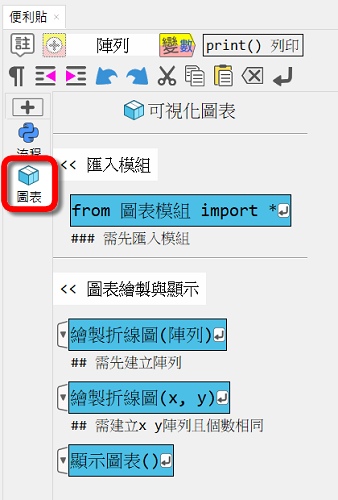 便利貼 ×
註 陣列 變數 print() 列印
可視化圖表
流程
圖表
<< 匯入模組
from 圖表模組 import *
### 需先匯入模組
<< 圖表繪製與顯示
繪製折線圖(陣列)
## 需先建立陣列
繪製折線圖(x, y)
## 需建立x y陣列且個數相同
顯示圖表()